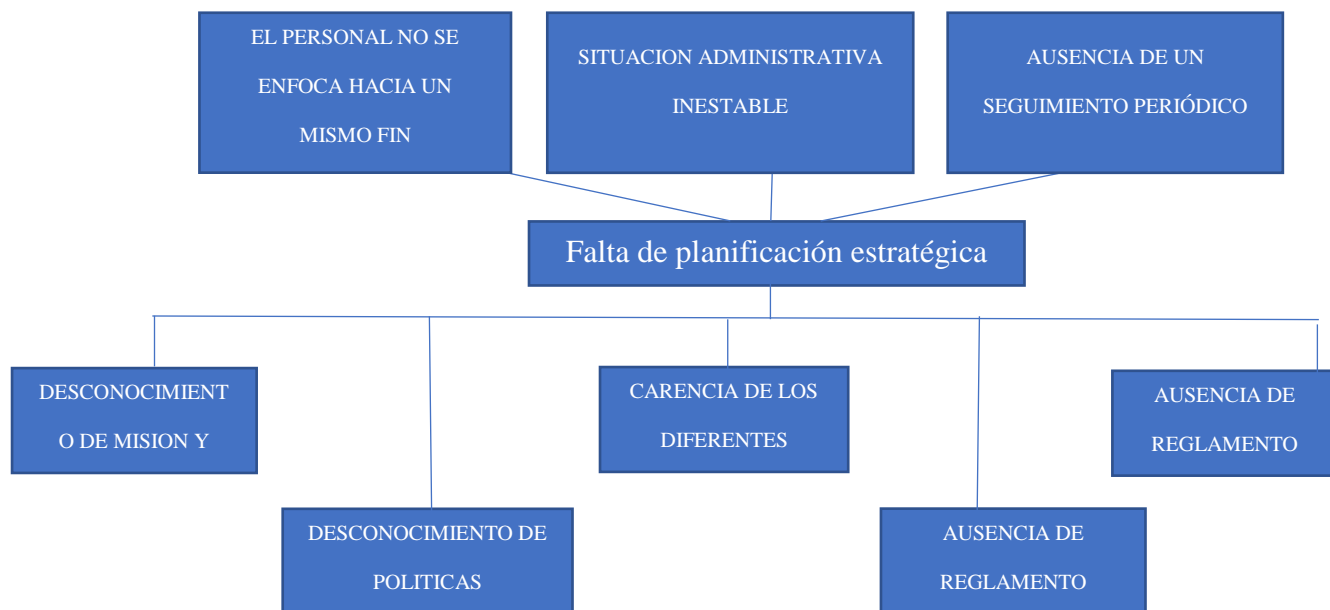 EL PERSONAL NO SE
ENFOCA HACIA UN
MISMO FIN
SITUACION ADMINISTRATIVA
INESTABLE
AUSENCIA DE UN
SEGUIMIENTO PERIÓDICO
Falta de planificación estratégica
DESCONOCIMIENT
O DE MISION Y
CARENCIA DE LOS
DIFERENTES
AUSENCIA DE
REGLAMENTO
DESCONOCIMIENTO DE
POLITICAS
AUSENCIA DE
REGLAMENTO